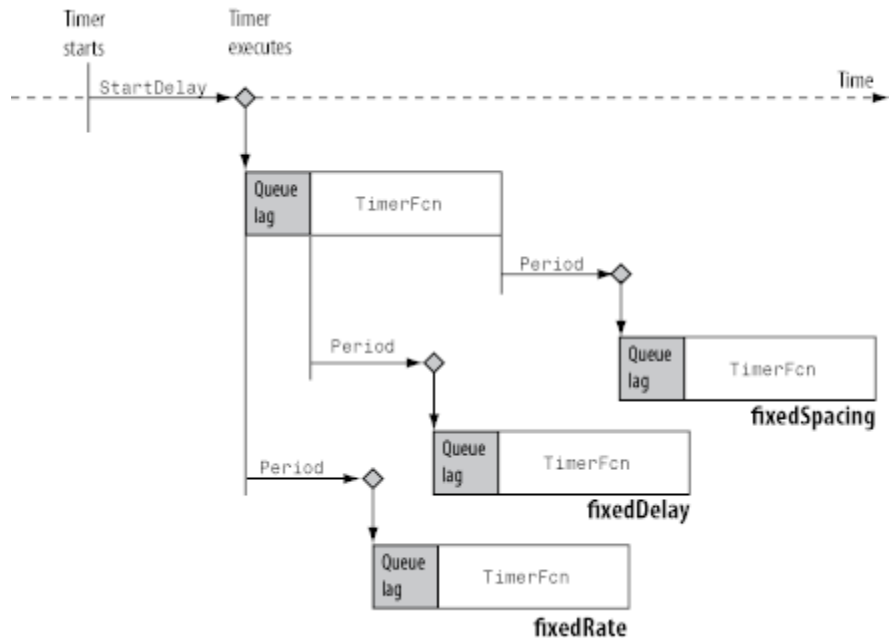 Timer
starts
Timer
executes
StartDelay
Time
Queue
lag
TimerFcn
Period
Queue
lag
TimerFcn
fixedSpacing
Period
Queue
lag
TimerFcn
fixedDelay
Period
Queue
lag
TimerFcn
fixedRate